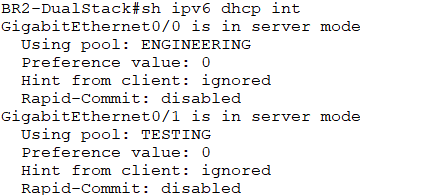 BR2-DualStack#sh ipv6 dhcp int
GigabitEthernet0/0 is in server mode
  Using pool: ENGINEERING
  Preference value: 0
  Hint from client: ignored
  Rapid-Commit: disabled
GigabitEthernet0/1 is in server mode
  Using pool: TESTING
  Preference value: 0
  Hint from client: ignored
  Rapid-Commit: disabled